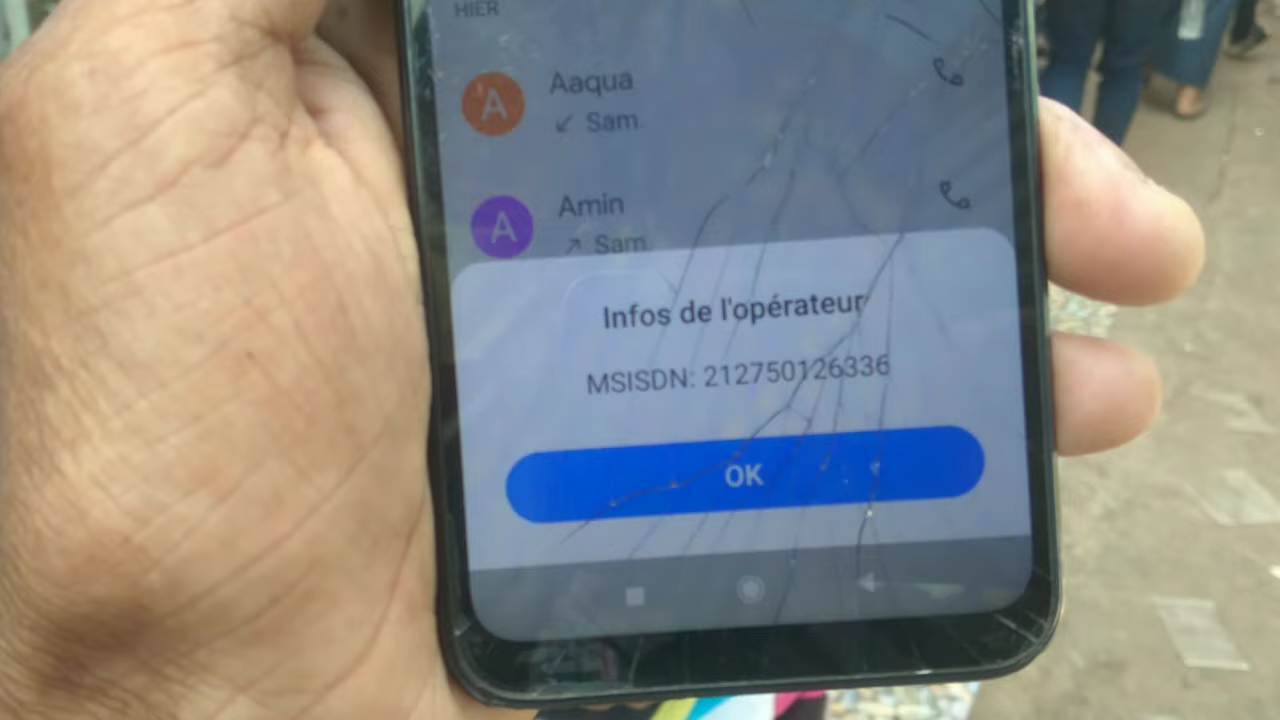 HIER
A
Aaqua
↙ Sam.
A
Amin
↗ Sam.
Infos de l'opérateur
MSISDN: 212750126336
OK